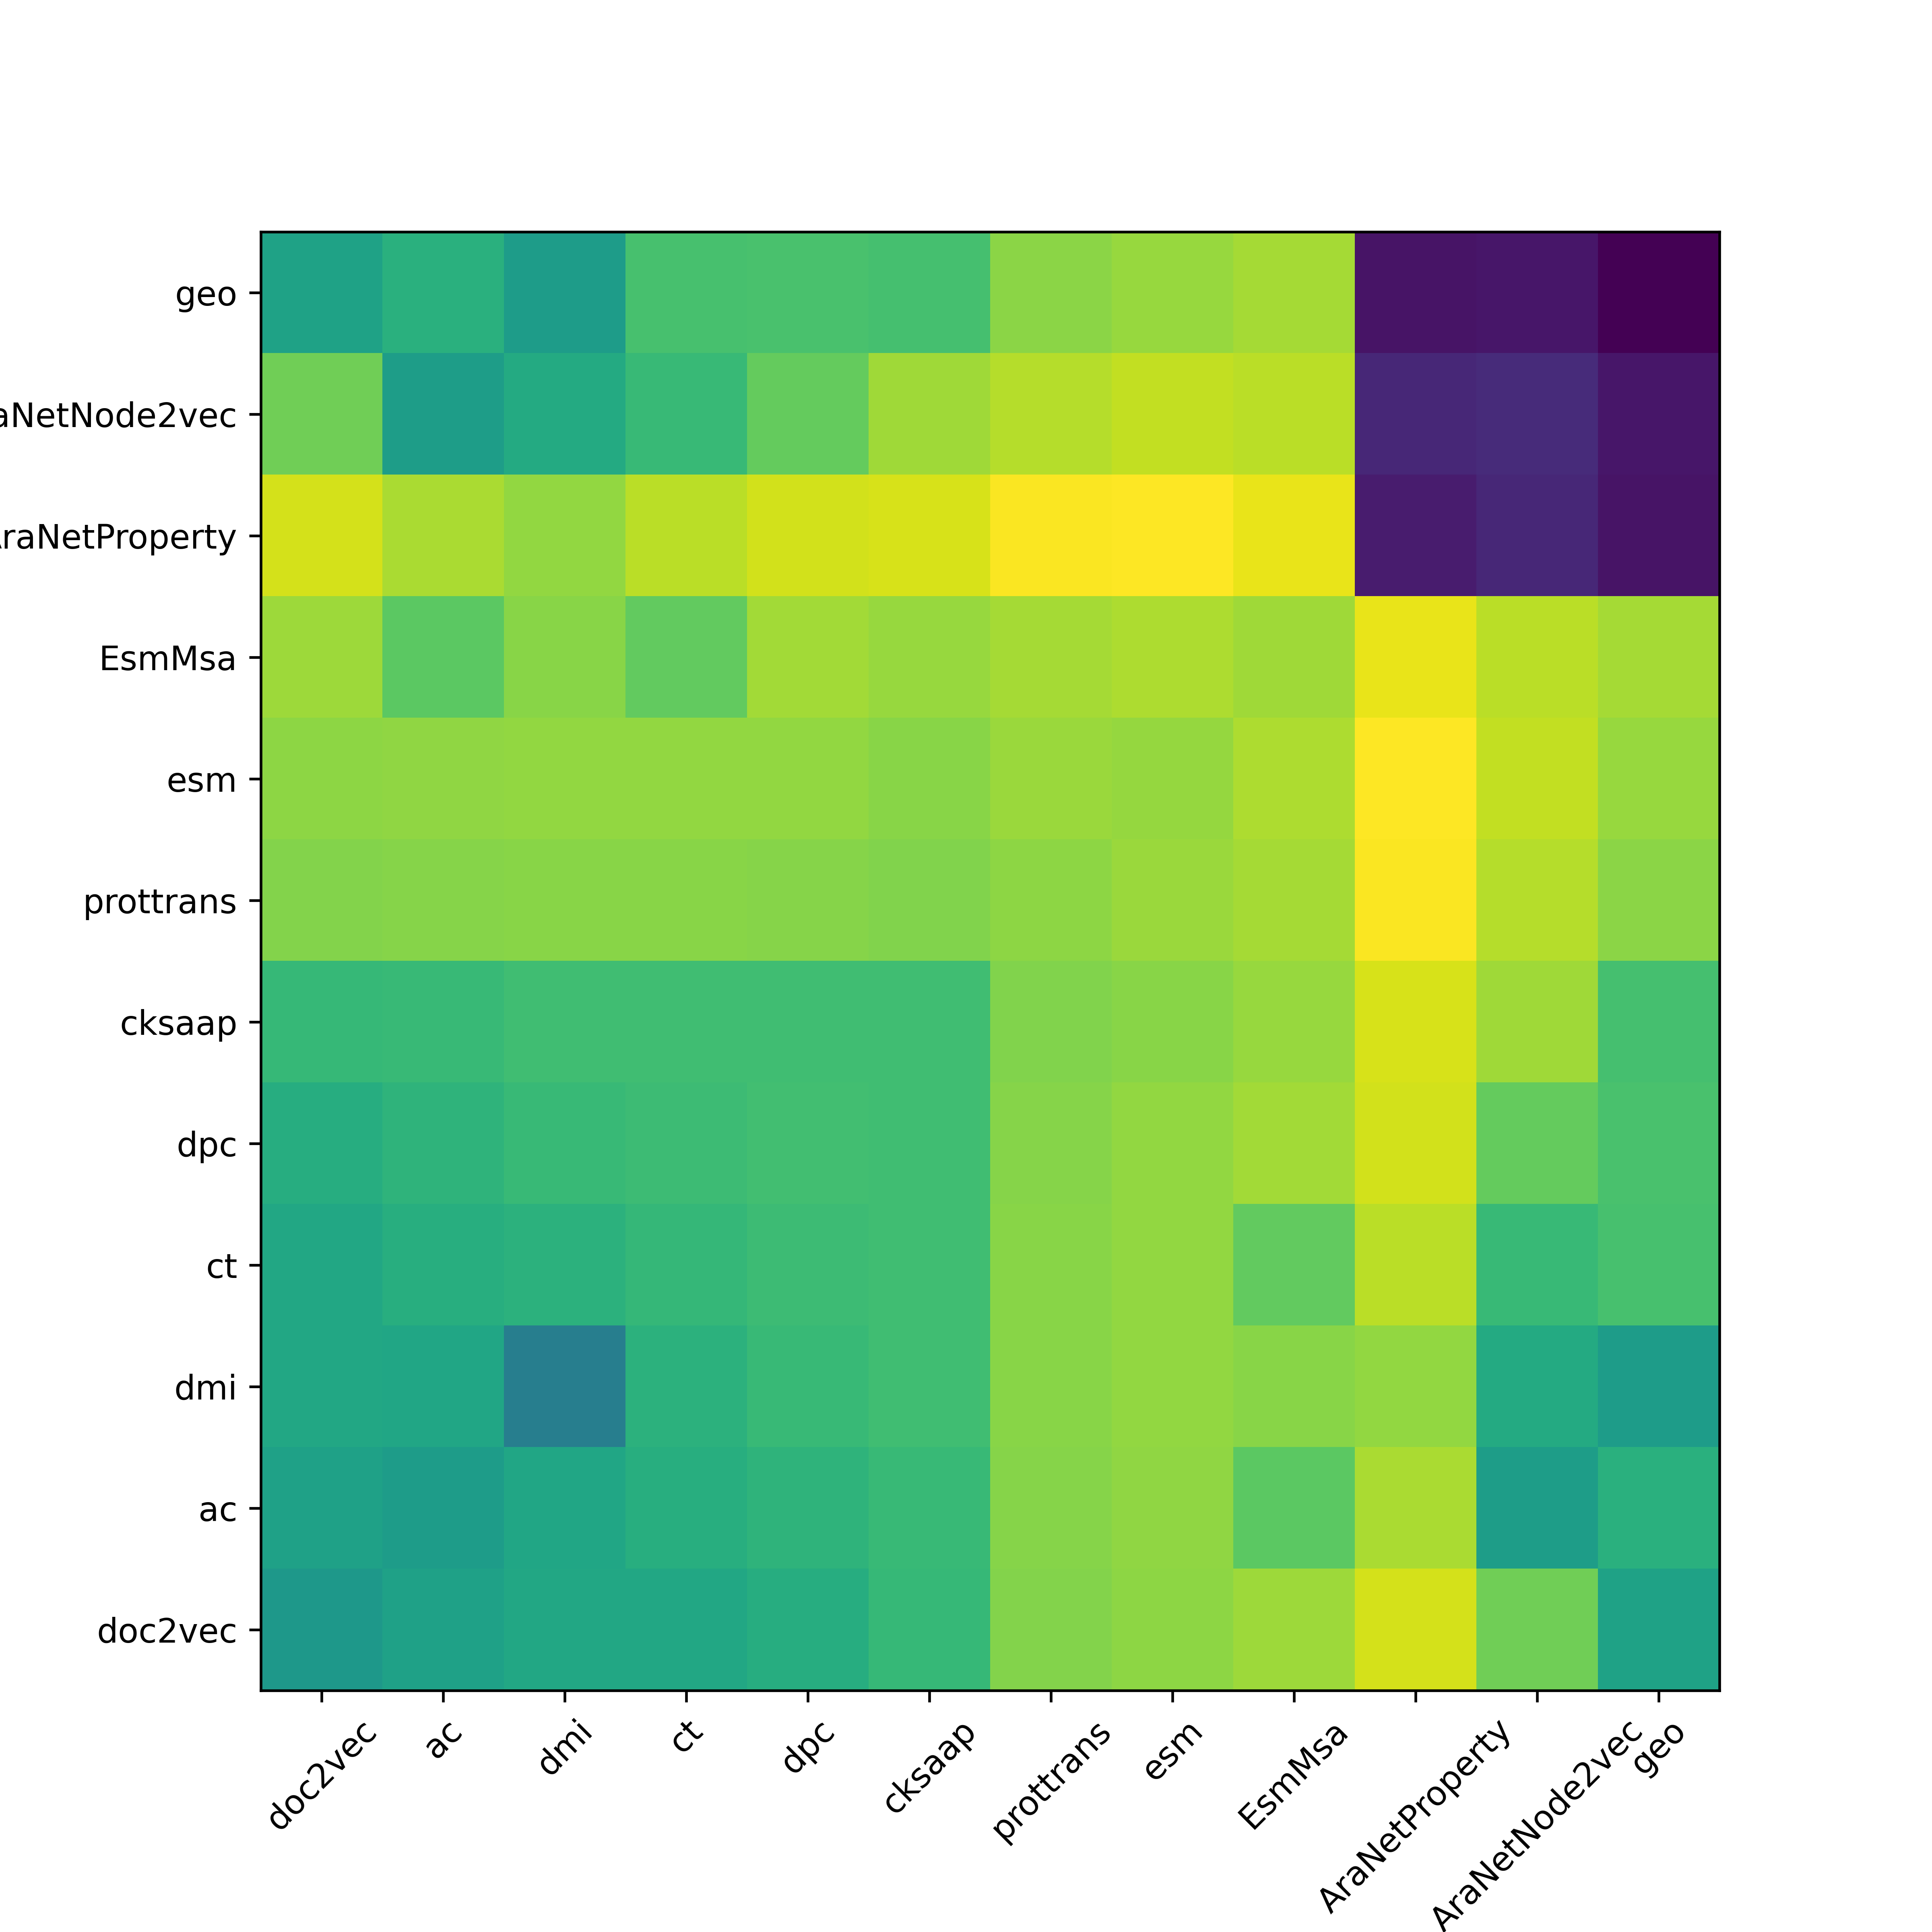 geo
aNetNode2vec
raNetProperty
EsmMsa
esm
prottrans
cksaap
dpc
ct
dmi
ac
doc2vec
doc2vec
ac
dmi
ct
dpc
cksaap
prottrans
esm
EsmMsa
AraNetProperty
AraNetNode2vec
geo